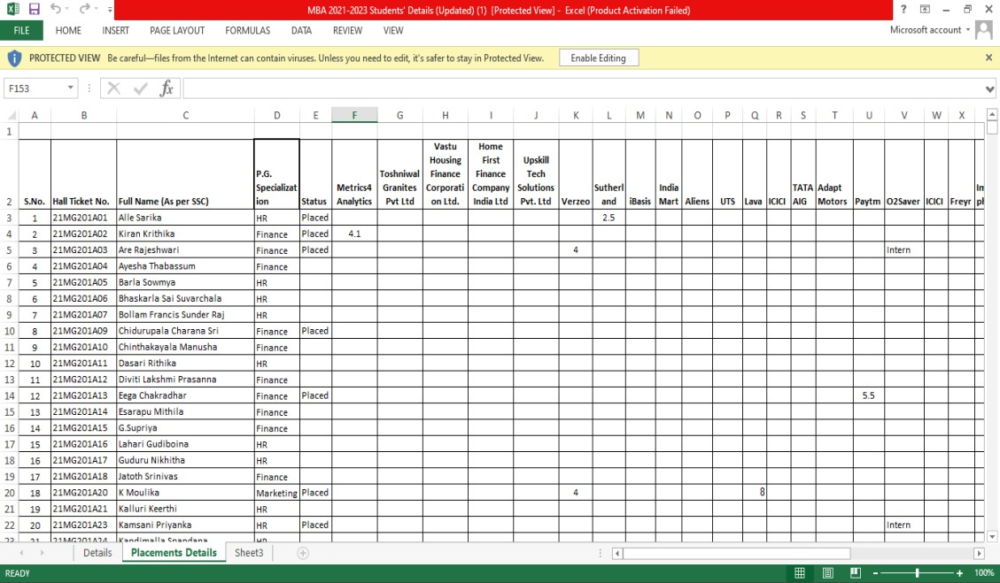 MBA 2021-2023 Students' Details (Updated) (1) [Protected View] - Excel (Product Activation Failed)
FILE HOME INSERT PAGE LAYOUT FORMULAS DATA REVIEW VIEW Microsoft account
PROTECTED VIEW Be careful—files from the Internet can contain viruses. Unless you need to edit, it's safer to stay in Protected View. Enable Editing
F153 fx
A B C D E F G H I J K L M N O P Q R S T U V W X
1
2 S.No. Hall Ticket No. Full Name (As per SSC) P.G. Specializat ion Status Metrics4 Analytics Toshniwal Granites Pvt Ltd Vastu Housing Finance Corporati on Ltd. Home First Finance Company India Ltd Upskill Tech Solutions Pvt. Ltd Verzeo Sutherl and iBasis India Mart Aliens UTS Lava ICICI TATA AIG Adapt Motors Paytm O2Saver ICICI Freyr
3 1 21MG201A01 Alle Sarika HR Placed 2.5
4 2 21MG201A02 Kiran Krithika Finance Placed 4.1
5 3 21MG201A03 Are Rajeshwari Finance Placed 4 Intern
6 4 21MG201A04 Ayesha Thabassum Finance
7 5 21MG201A05 Barla Sowmya HR
8 6 21MG201A06 Bhaskarla Sai Suvarchala HR
9 7 21MG201A07 Bollam Francis Sunder Raj HR
10 8 21MG201A09 Chidurupala Charana Sri Finance Placed
11 9 21MG201A10 Chinthakayala Manusha Finance
12 10 21MG201A11 Dasari Rithika HR
13 11 21MG201A12 Diviti Lakshmi Prasanna Finance
14 12 21MG201A13 Eega Chakradhar Finance Placed 5.5
15 13 21MG201A14 Esarapu Mithila Finance
16 14 21MG201A15 G.Supriya Finance
17 15 21MG201A16 Lahari Gudiboina HR
18 16 21MG201A17 Guduru Nikhitha HR
19 17 21MG201A18 Jatoth Srinivas Finance
20 18 21MG201A20 K Moulika Marketing Placed 4 8
21 19 21MG201A21 Kalluri Keerthi HR
22 20 21MG201A23 Kamsani Priyanka HR Placed Intern
23 21 21MG201A24 Kandimalla Spandana HR
Details Placements Details Sheet3
READY 100%